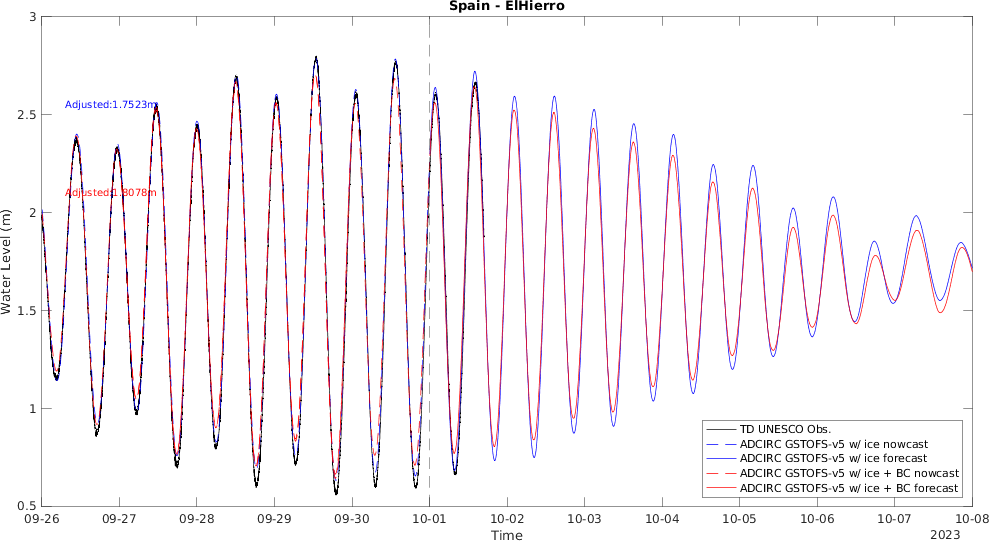 Spain - ElHierro
3
2.5
2
1.5
1
0.5
Water Level (m)
Adjusted:1.7523m
Adjusted:1.8078m
TD UNESCO Obs.
ADCIRC GSTOFS-v5 w/ ice nowcast
ADCIRC GSTOFS-v5 w/ ice forecast
ADCIRC GSTOFS-v5 w/ ice + BC nowcast
ADCIRC GSTOFS-v5 w/ ice + BC forecast
09-26 09-27 09-28 09-29 09-30 10-01 10-02 10-03 10-04 10-05 10-06 10-07 10-08
Time
2023